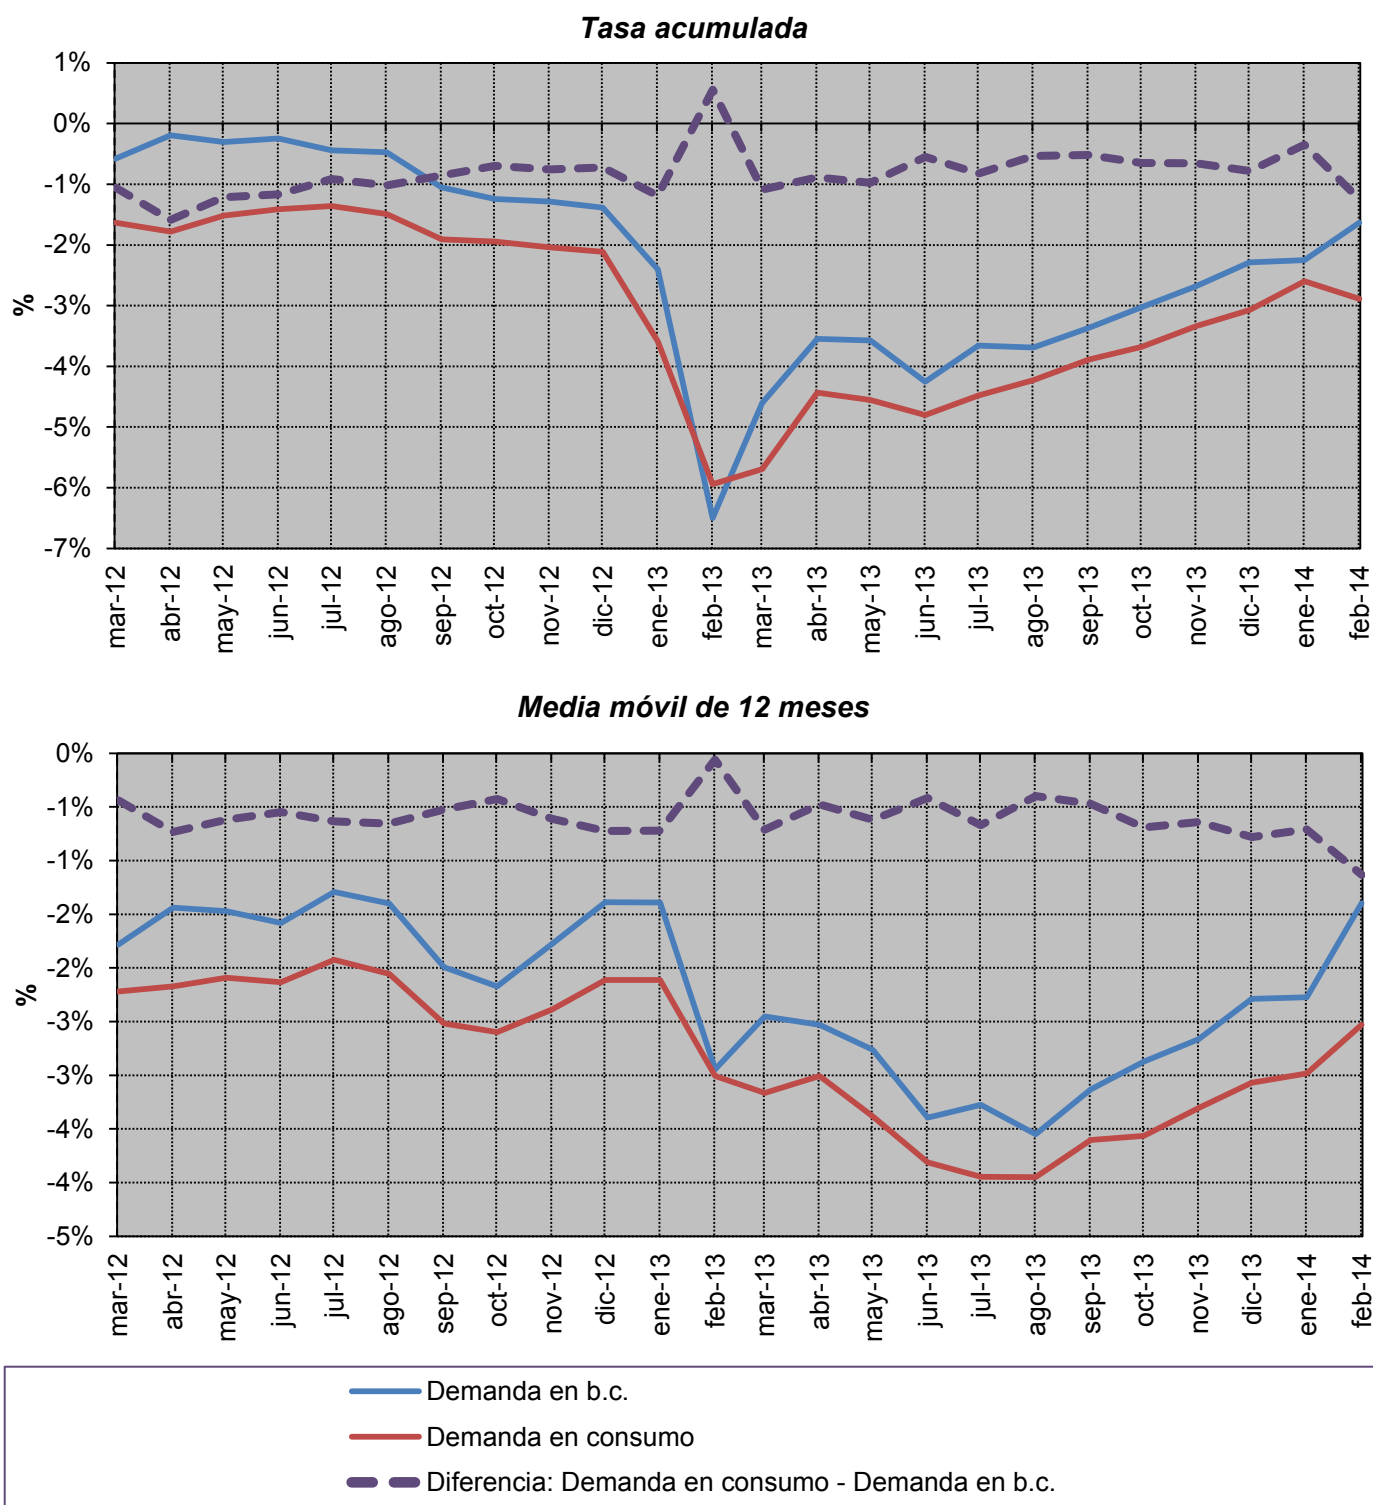 Tasa acumulada
1%
0%
-1%
-2%
-3%
-4%
-5%
-6%
-7%
%
mar-12
abr-12
may-12
jun-12
jul-12
ago-12
sep-12
oct-12
nov-12
dic-12
ene-13
feb-13
mar-13
abr-13
may-13
jun-13
jul-13
ago-13
sep-13
oct-13
nov-13
dic-13
ene-14
feb-14
Media móvil de 12 meses
0%
-1%
-1%
-2%
-2%
-3%
-3%
-4%
-4%
-5%
%
mar-12
abr-12
may-12
jun-12
jul-12
ago-12
sep-12
oct-12
nov-12
dic-12
ene-13
feb-13
mar-13
abr-13
may-13
jun-13
jul-13
ago-13
sep-13
oct-13
nov-13
dic-13
ene-14
feb-14
Demanda en b.c.
Demanda en consumo
Diferencia: Demanda en consumo - Demanda en b.c.